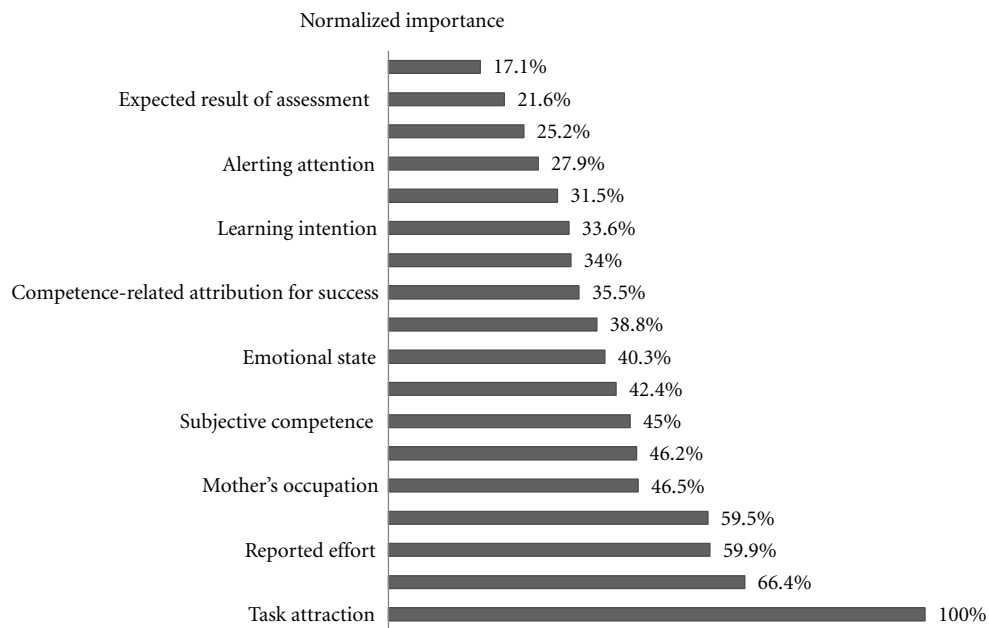 Normalized importance
17.1%
Expected result of assessment 21.6%
25.2%
Alerting attention 27.9%
31.5%
Learning intention 33.6%
34%
Competence-related attribution for success 35.5%
38.8%
Emotional state 40.3%
42.4%
Subjective competence 45%
46.2%
Mother’s occupation 46.5%
59.5%
Reported effort 59.9%
66.4%
Task attraction 100%